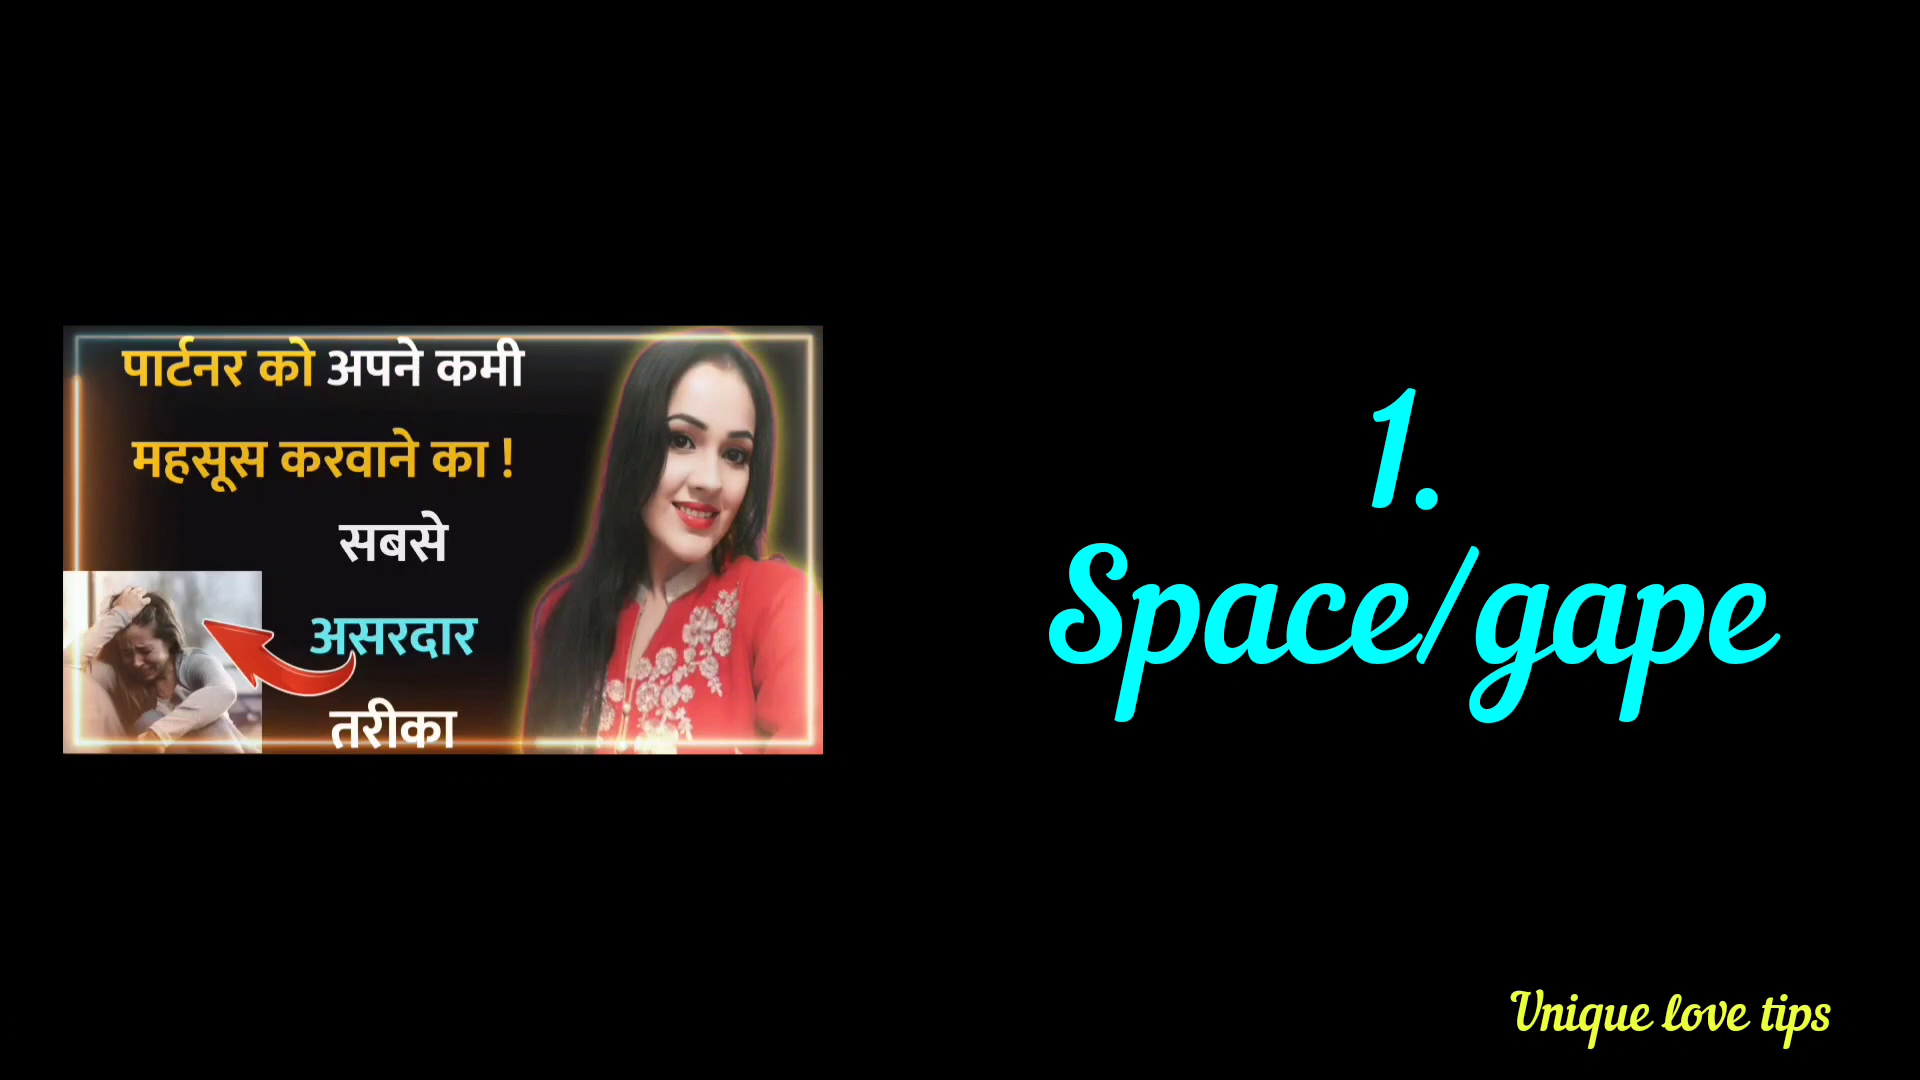 पार्टनर को अपने कमी
महसूस करवाने का !
सबसे
असरदार
तरीका
1.
Space/gape
Unique love tips